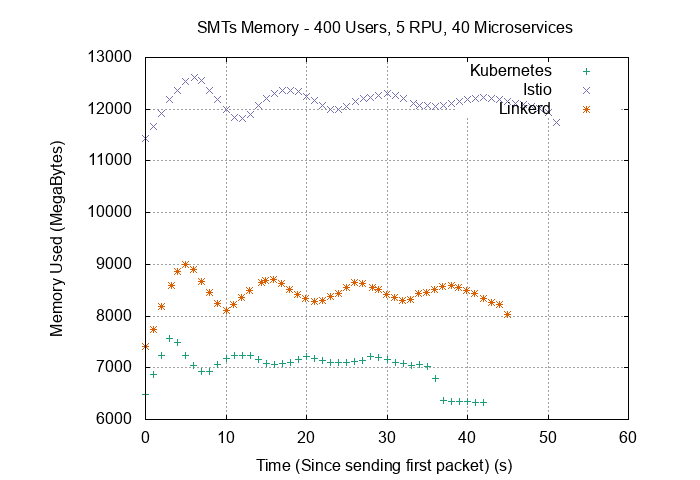 SMTs Memory - 400 Users, 5 RPU, 40 Microservices
Memory Used (MegaBytes)
13000
12000
11000
10000
9000
8000
7000
6000
Kubernetes
Istio
Linkerd
0 10 20 30 40 50 60
Time (Since sending first packet) (s)